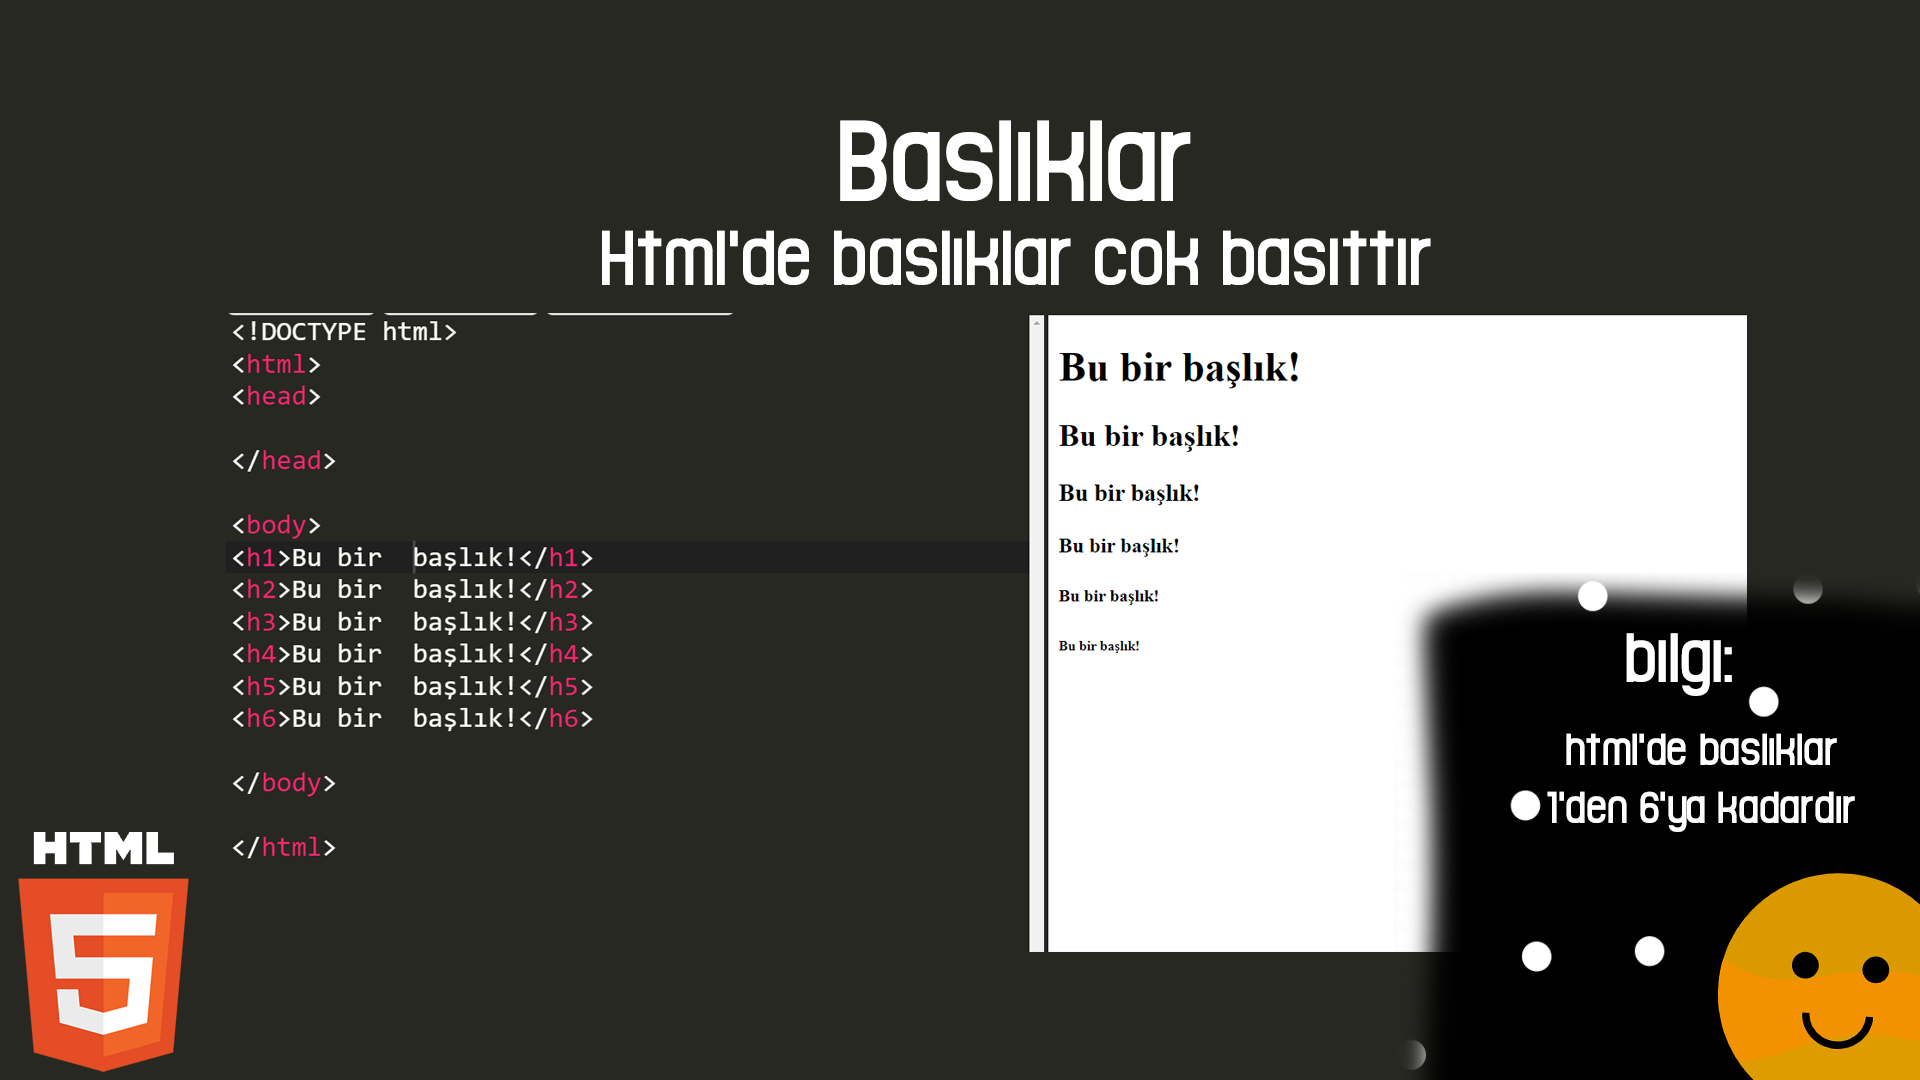 Baslıklar
Html'de baslıklar cok basıttır
<!DOCTYPE html>
<html>
<head>
</head>
<body>
<h1>Bu bir  başlık!</h1>
<h2>Bu bir  başlık!</h2>
<h3>Bu bir  başlık!</h3>
<h4>Bu bir  başlık!</h4>
<h5>Bu bir  başlık!</h5>
<h6>Bu bir  başlık!</h6>
</body>
</html>
Bu bir başlık!
Bu bir başlık!
Bu bir başlık!
Bu bir başlık!
Bu bir başlık!
Bu bir başlık!
bılgı:
html'de baslıklar
1'den 6'ya kadardır
HTML
5